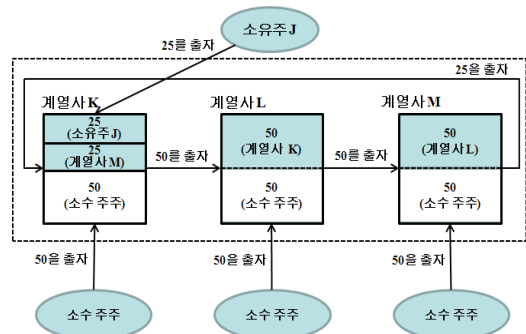 소유주 J
25를 출자
25을 출자
계열사 K
계열사 L
계열사 M
25
(소유주 J)
25
(계열사 M)
50
(소수 주주)
50를 출자
50
(계열사 K)
50
(소수 주주)
50를 출자
50
(계열사 L)
50
(소수 주주)
50을 출자
50을 출자
50을 출자
소수 주주
소수 주주
소수 주주